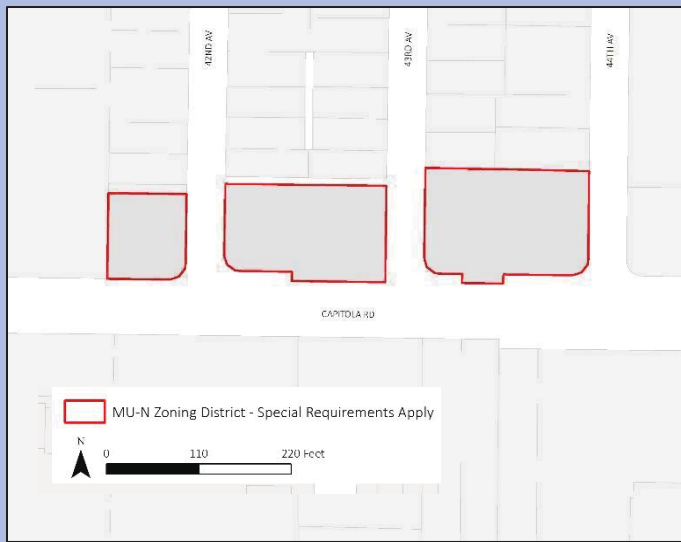 42ND AV
43RD AV
44TH AV
CAPITOLA RD
MU-N Zoning District - Special Requirements Apply
N
0 110 220 Feet